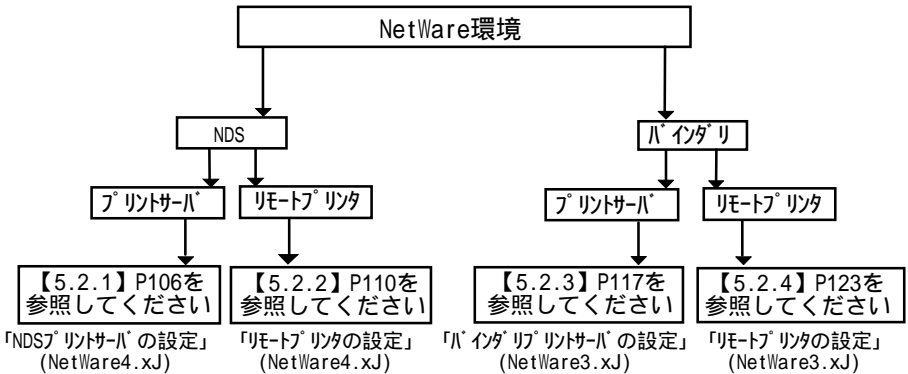 NetWare環境
NDS
バインダリ
プリントサーバ
リモートプリンタ
プリントサーバ
リモートプリンタ
【5.2.1】P106を
参照してください
【5.2.2】P110を
参照してください
【5.2.3】P117を
参照してください
【5.2.4】P123を
参照してください
「NDSプリントサーバの設定」
(NetWare4.xJ)
「リモートプリンタの設定」
(NetWare4.xJ)
「バインダリプリントサーバの設定」
(NetWare3.xJ)
「リモートプリンタの設定」
(NetWare3.xJ)